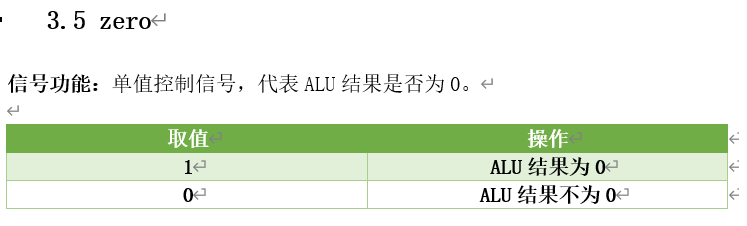 3.5 zero
信号功能：单值控制信号，代表 ALU 结果是否为 0。
取值 操作
1 ALU 结果为 0
0 ALU 结果不为 0